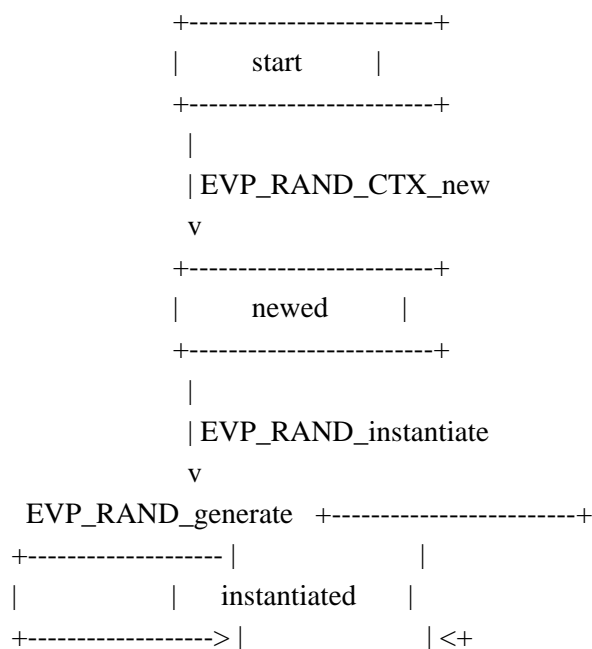 +-------------------------+
| start |
+-------------------------+
|
| EVP_RAND_CTX_new
v
+-------------------------+
| newed |
+-------------------------+
|
| EVP_RAND_instantiate
v
EVP_RAND_generate +-------------------------+
+-------------------- | |
| | instantiated |
+-------------------> | | <+